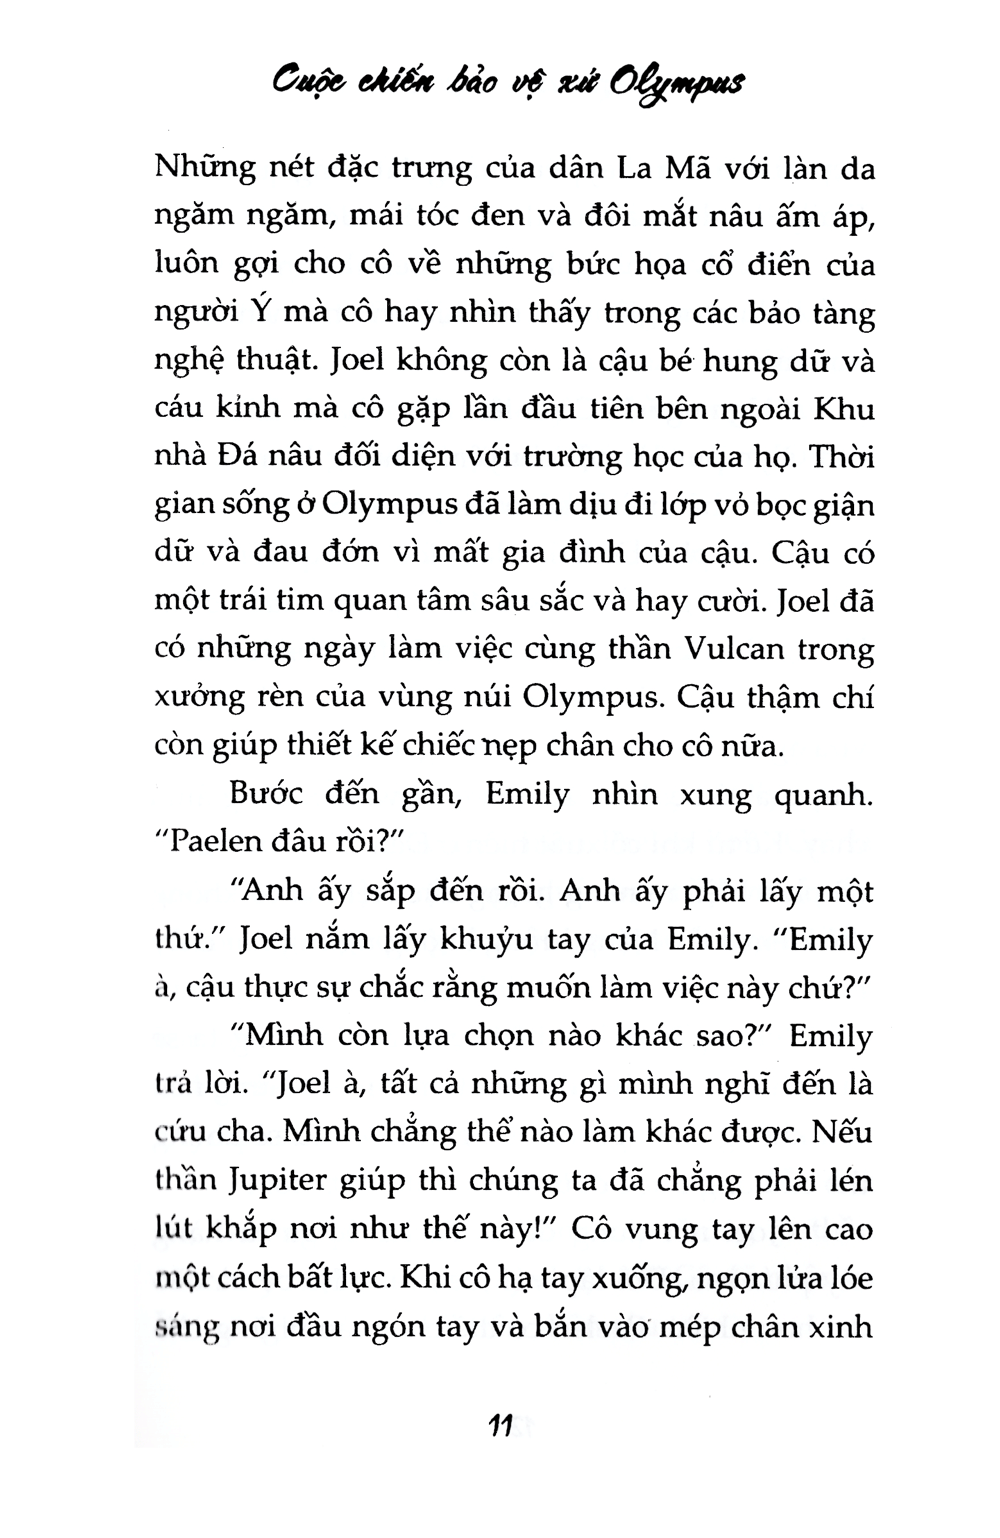 Cuộc chiến bảo vệ xứ Olympus
Những nét đặc trưng của dân La Mã với làn da
ngăm ngăm, mái tóc đen và đôi mắt nâu ấm áp,
luôn gợi cho cô về những bức họa cổ điển của
người Ý mà cô hay nhìn thấy trong các bảo tàng
nghệ thuật. Joel không còn là cậu bé hung dữ và
cáu kỉnh mà cô gặp lần đầu tiên bên ngoài Khu
nhà Đá nâu đối diện với trường học của họ. Thời
gian sống ở Olympus đã làm dịu đi lớp vỏ bọc giận
dữ và đau đớn vì mất gia đình của cậu. Cậu có
một trái tim quan tâm sâu sắc và hay cười. Joel đã
có những ngày làm việc cùng thần Vulcan trong
xưởng rèn của vùng núi Olympus. Cậu thậm chí
còn giúp thiết kế chiếc nẹp chân cho cô nữa.
Bước đến gần, Emily nhìn xung quanh.
"Paelen đâu rồi?"
"Anh ấy sắp đến rồi. Anh ấy phải lấy một
thứ." Joel nắm lấy khuỷu tay của Emily. "Emily
à, cậu thực sự chắc rằng muốn làm việc này chứ?"
"Mình còn lựa chọn nào khác sao?" Emily
trả lời. "Joel à, tất cả những gì mình nghĩ đến là
cứu cha. Mình chẳng thể nào làm khác được. Nếu
thần Jupiter giúp thì chúng ta đã chẳng phải lén
lút khắp nơi như thế này!" Cô vung tay lên cao
một cách bất lực. Khi cô hạ tay xuống, ngọn lửa lóe
sáng nơi đầu ngón tay và bắn vào mép chân xinh
11